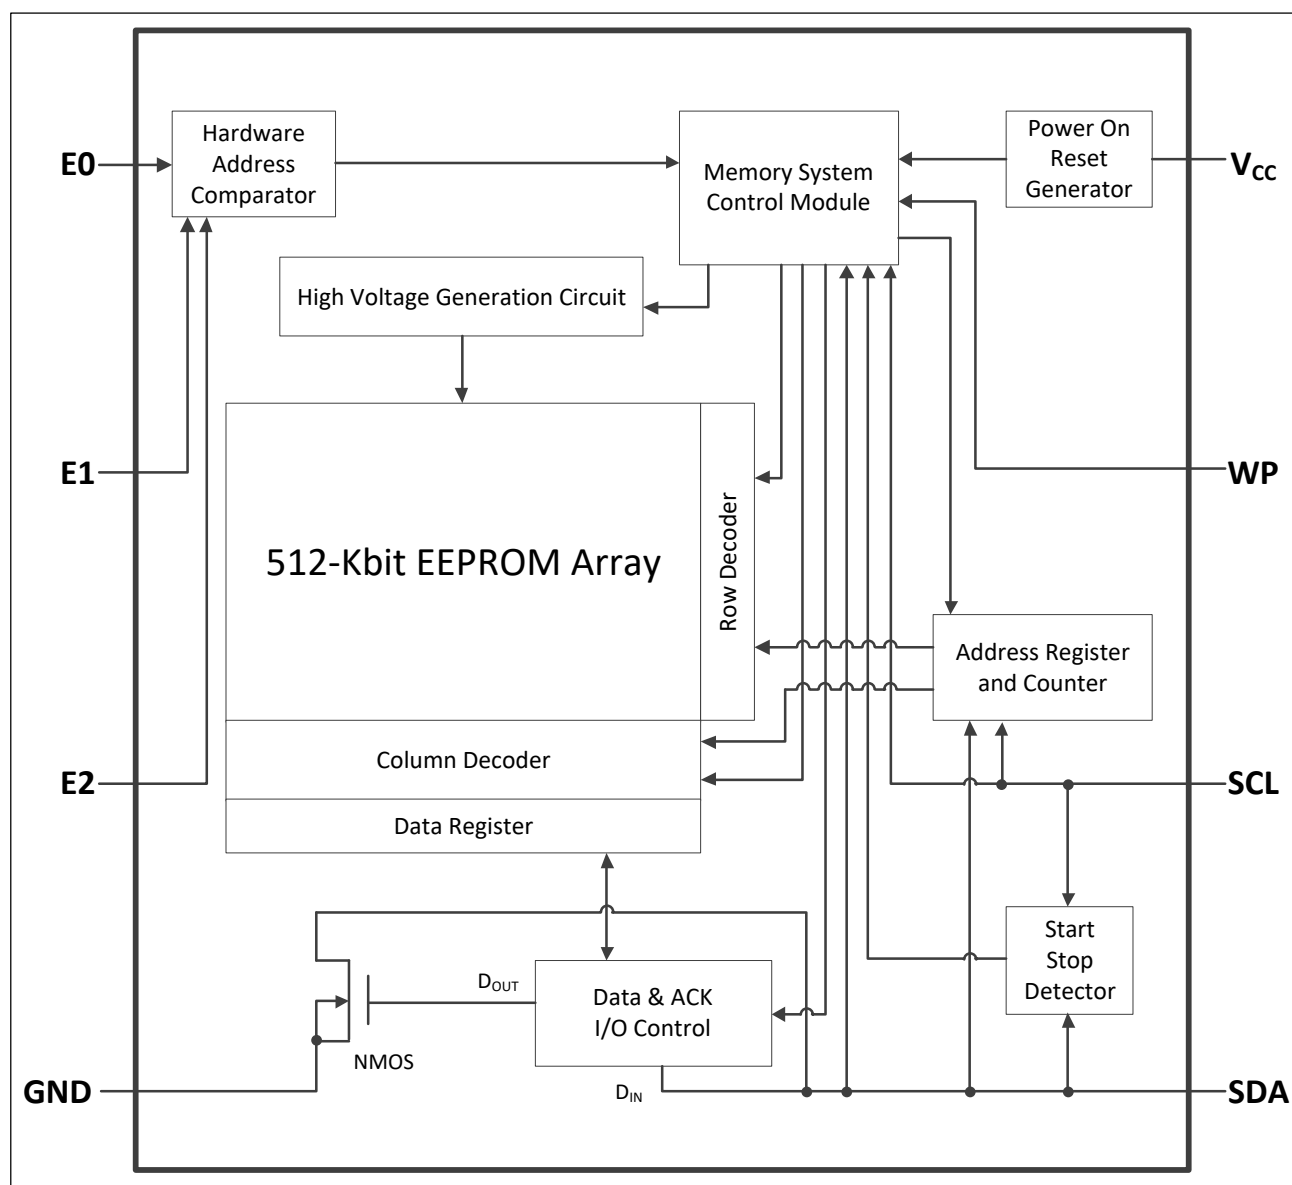 Hardware
Address
Comparator
Memory System
Control Module
Power On
Reset
Generator
E0
VCC
High Voltage Generation Circuit
E1
WP
512-Kbit EEPROM Array
Row Decoder
Address Register
and Counter
Column Decoder
E2
SCL
Data Register
Start
Stop
Detector
DOUT
Data & ACK
I/O Control
NMOS
GND
DIN
SDA